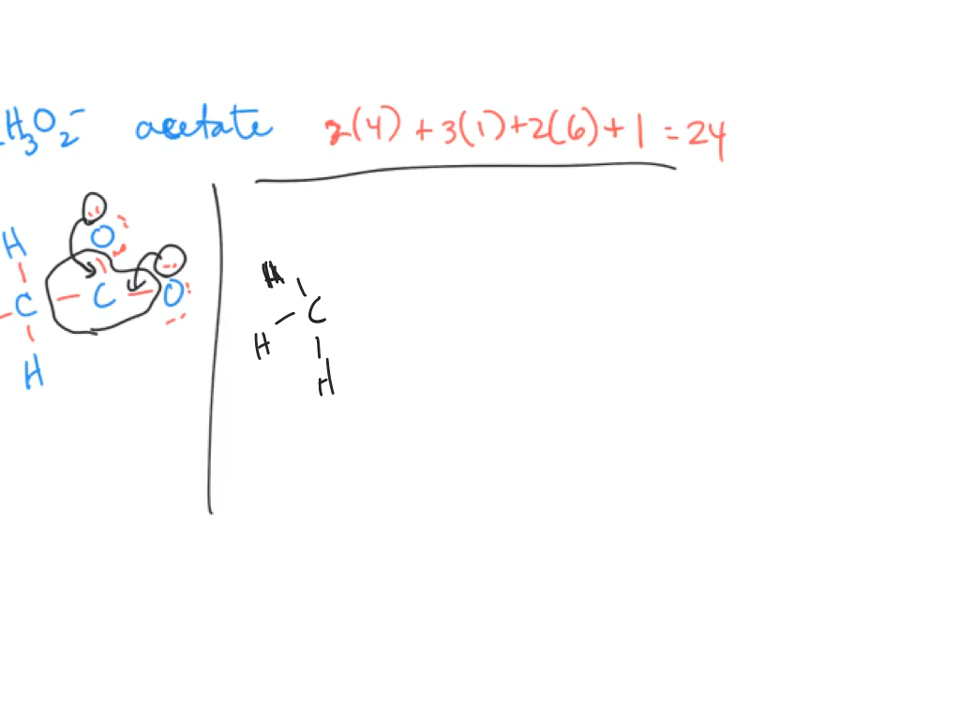 H₃O₂⁻ acetate 2(4) + 3(1) + 2(6) + 1 = 24
H O
C C O
H
H
C
H
H